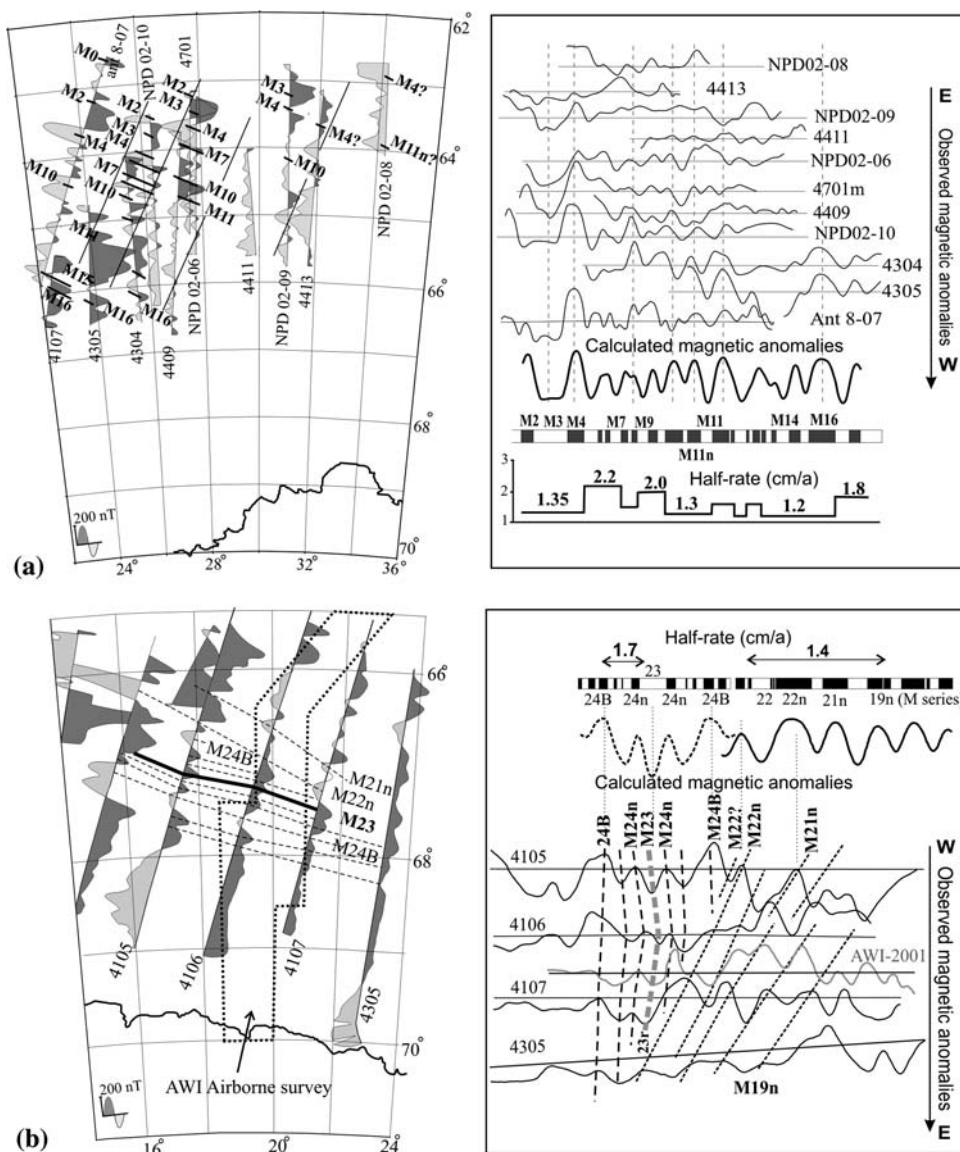 62°
ant 8-07
NPD 02-10
4701
M0
M2
M2
M3
M2
M3
M4
M3
M4
M4?
M4
M4
M4?
64°
M7
M7
M11n?
M10
M10
M10
M10
M11
M11
NPD 02-08
4411
M15
M16
M16
M16
66°
4107
4305
4304
4409
NPD 02-06
NPD 02-09
4413
68°
200 nT
70°
(a)
24°
28°
32°
36°
NPD02-08
E
4413
NPD02-09
4411
NPD02-06
4701m
4409
NPD02-10
4304
4305
Ant 8-07
Observed magnetic anomalies
Calculated magnetic anomalies
W
M2 M3 M4 M7 M9 M11 M14 M16
M11n
3
Half-rate (cm/a)
2
1
1.35 2.2 2.0 1.3 1.2 1.8
66°
M24B
M21n
M22n
M23
M24B
68°
4105
4106
4107
4305
70°
AWI Airborne survey
200 nT
(b)
16°
20°
24°
Half-rate (cm/a)
1.7
23
1.4
24B 24n 24n 24B 22 22n 21n 19n (M series)
Calculated magnetic anomalies
24B
M24n
M23
M24n
M24B
M22?
M22n
M21n
W
4105
4106
AWI-2001
4107
23r
4305
M19n
Observed magnetic anomalies
E